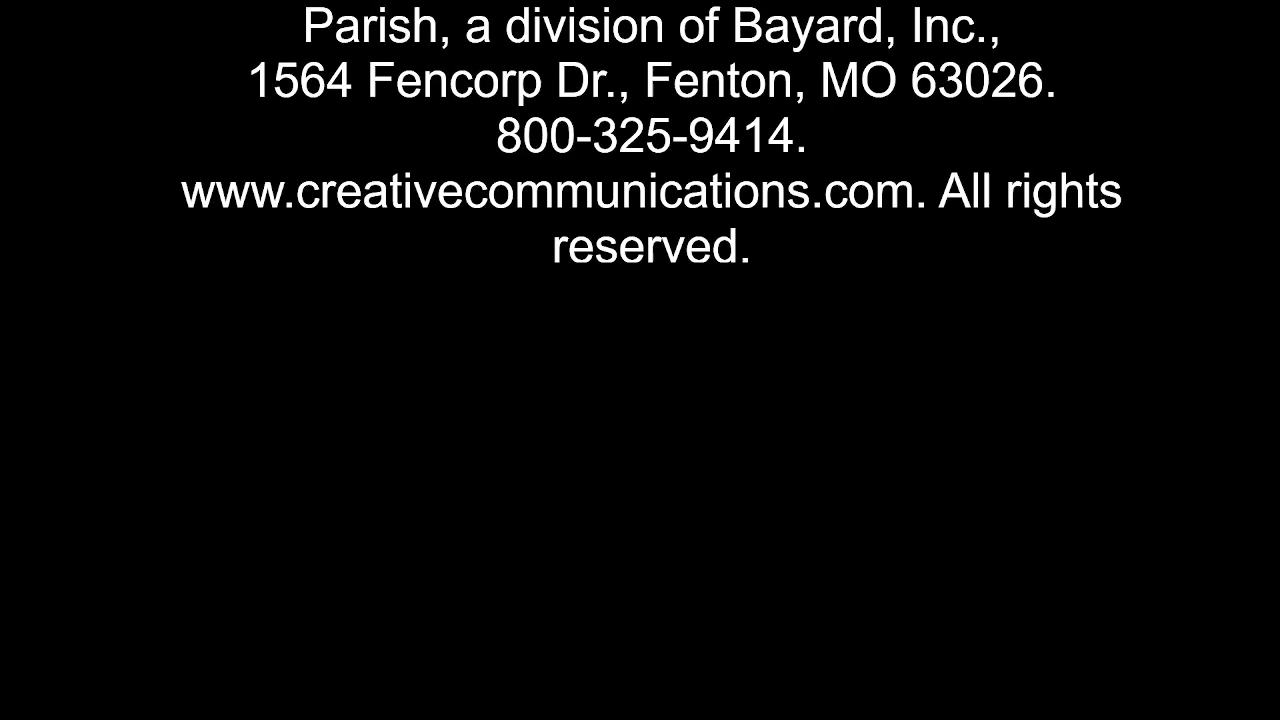 Parish, a division of Bayard, Inc.,
1564 Fencorp Dr., Fenton, MO 63026.
800-325-9414.
www.creativecommunications.com. All rights
reserved.